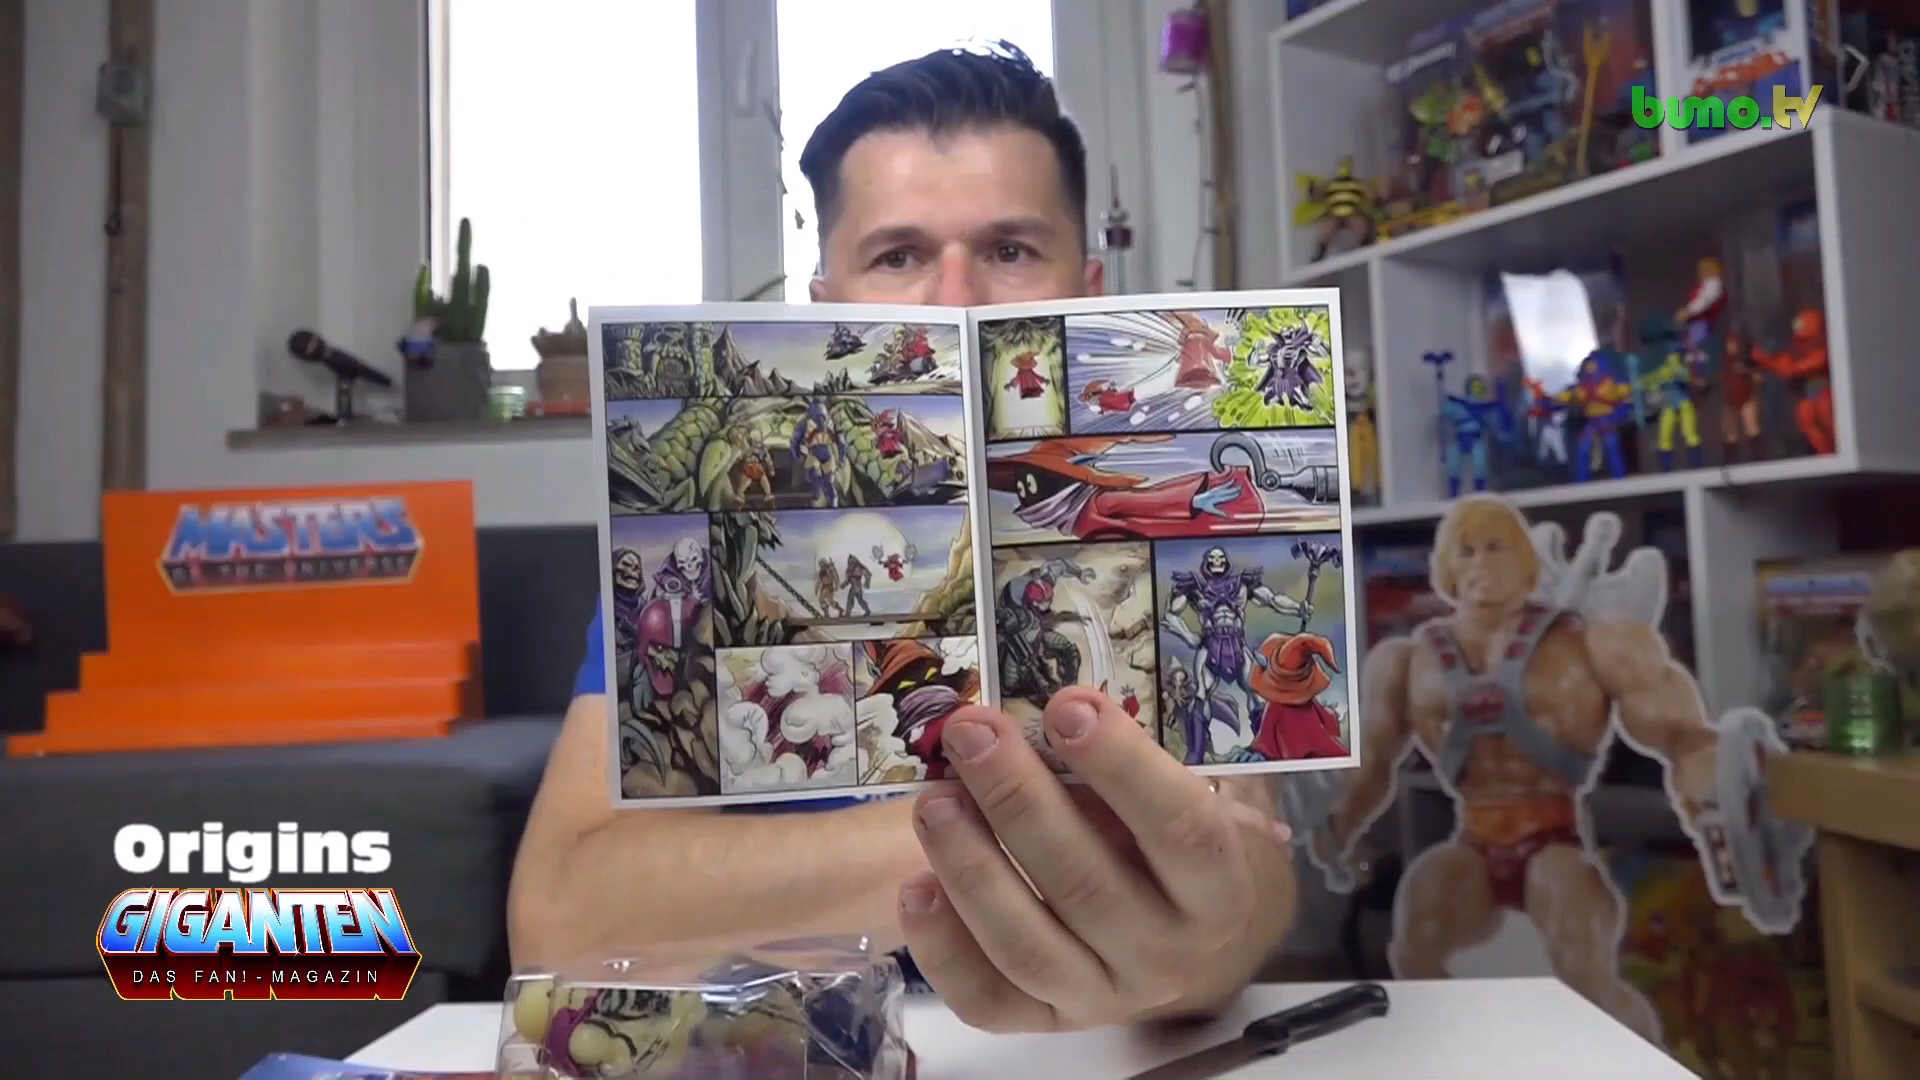 bumo.tv
MASTERS
OF THE UNIVERSE
Origins
GIGANTEN
DAS FAN!-MAGAZIN